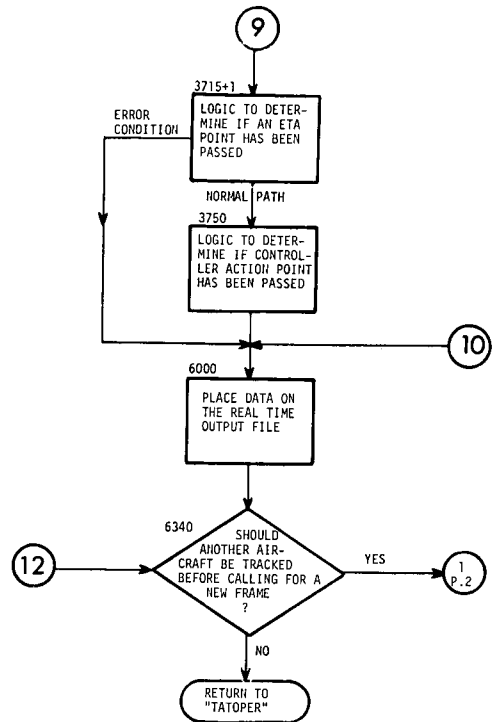 9
3715+1
LOGIC TO DETER-
MINE IF AN ETA
POINT HAS BEEN
PASSED
ERROR
CONDITION
NORMAL PATH
3750
LOGIC TO DETER-
MINE IF CONTROL-
LER ACTION POINT
HAS BEEN PASSED
10
6000
PLACE DATA ON
THE REAL TIME
OUTPUT FILE
6340
SHOULD
ANOTHER AIR-
CRAFT BE TRACKED
BEFORE CALLING FOR A
NEW FRAME
?
12
YES
1
P.2
NO
RETURN TO
"TATOPER"